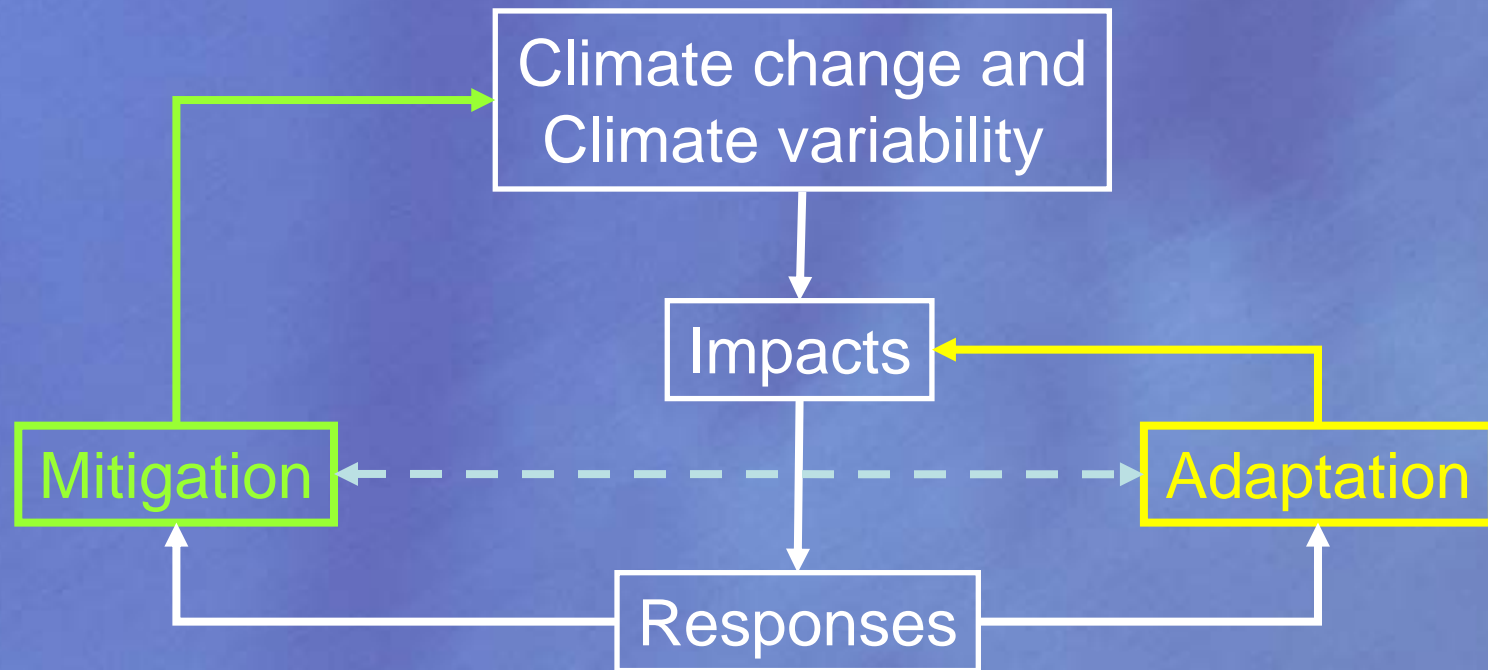 Climate change and
Climate variability
Impacts
Mitigation
Adaptation
Responses